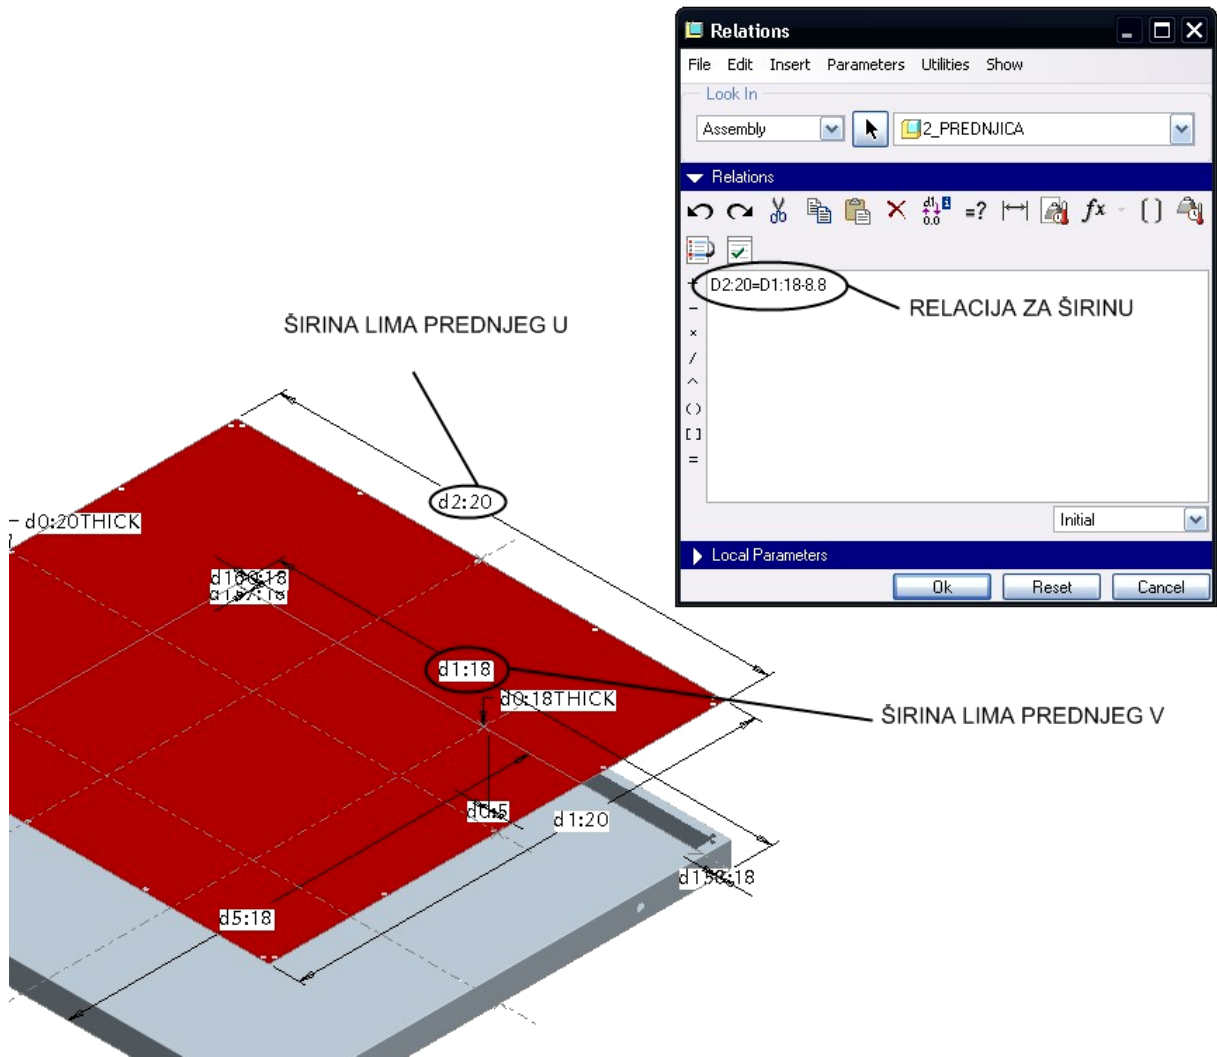 Relations
File Edit Insert Parameters Utilities Show
Look In
Assembly
2_PREDNJICA
Relations
D2:20=D1:18-8.8
RELACIJA ZA ŠIRINU
Initial
Local Parameters
Ok Reset Cancel
ŠIRINA LIMA PREDNJEG U
d2:20
d0:20THICK
d1:18
d0:18THICK
ŠIRINA LIMA PREDNJEG V
d1:20
d5:18